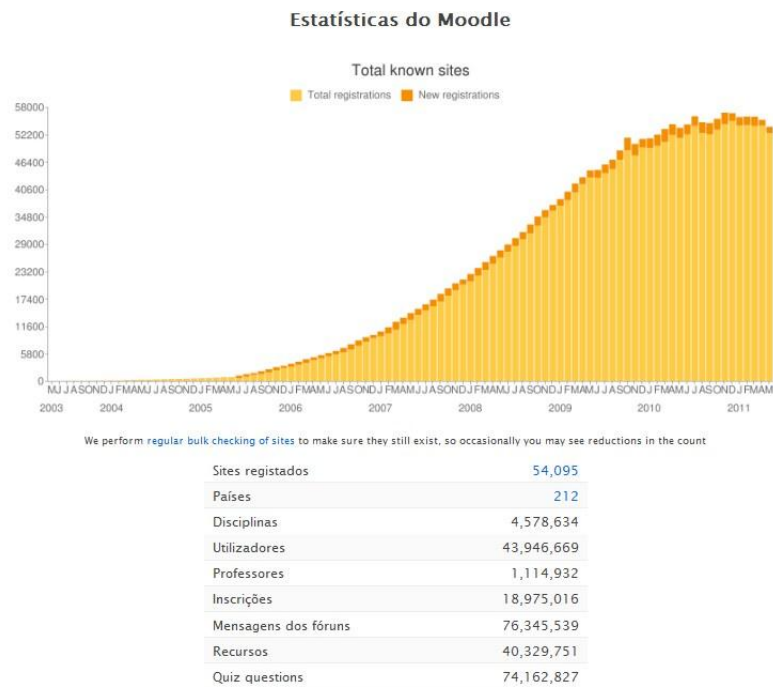 Estatísticas do Moodle
Total known sites
Total registrations New registrations
58000
52200
46400
40600
34800
29000
23200
17400
11600
5800
0
MJJASONDJFMAMJJASONDJFMAMJJASONDJFMAMJJASONDJFMAMJJASONDJFMAMJJASONDJFMAMJJASONDJFMAMJJASONDJFMAM
2003 2004 2005 2006 2007 2008 2009 2010 2011
We perform regular bulk checking of sites to make sure they still exist, so occasionally you may see reductions in the count
Sites registados 54,095
Países 212
Disciplinas 4,578,634
Utilizadores 43,946,669
Professores 1,114,932
Inscrições 18,975,016
Mensagens dos fóruns 76,345,539
Recursos 40,329,751
Quiz questions 74,162,827